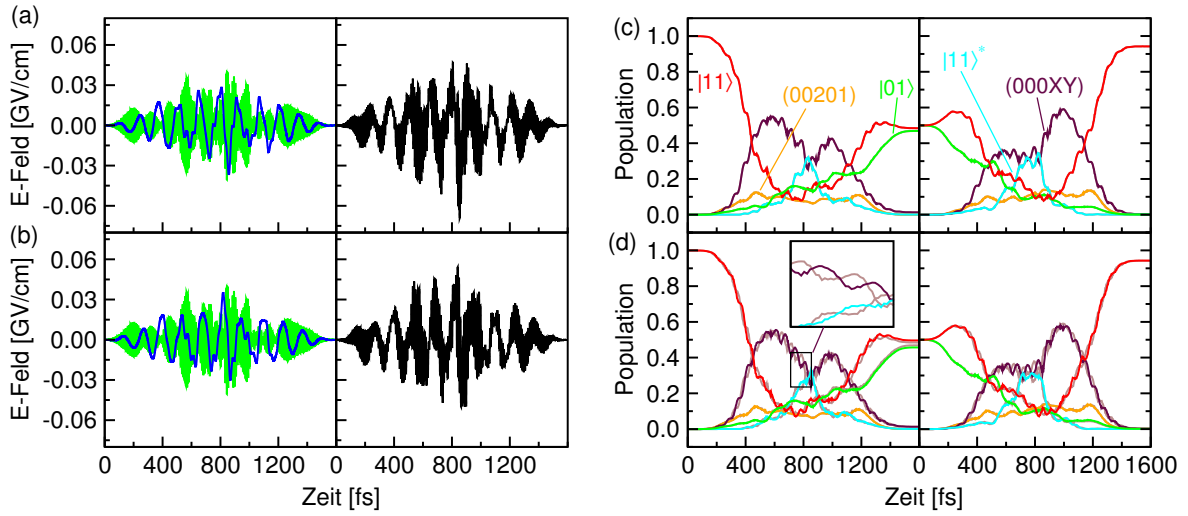 (a)
E-Feld [GV/cm]
0.06
0.03
0.00
-0.03
-0.06
(b)
E-Feld [GV/cm]
0.06
0.03
0.00
-0.03
-0.06
0 400 800 1200 0 400 800 1200
Zeit [fs]
(c)
Population
1.0
0.8
0.6
0.4
0.2
0.0
|11⟩ (00201) |01⟩ |11⟩* (000XY)
(d)
Population
1.0
0.8
0.6
0.4
0.2
0.0
0 400 800 1200 0 400 800 1200 1600
Zeit [fs]